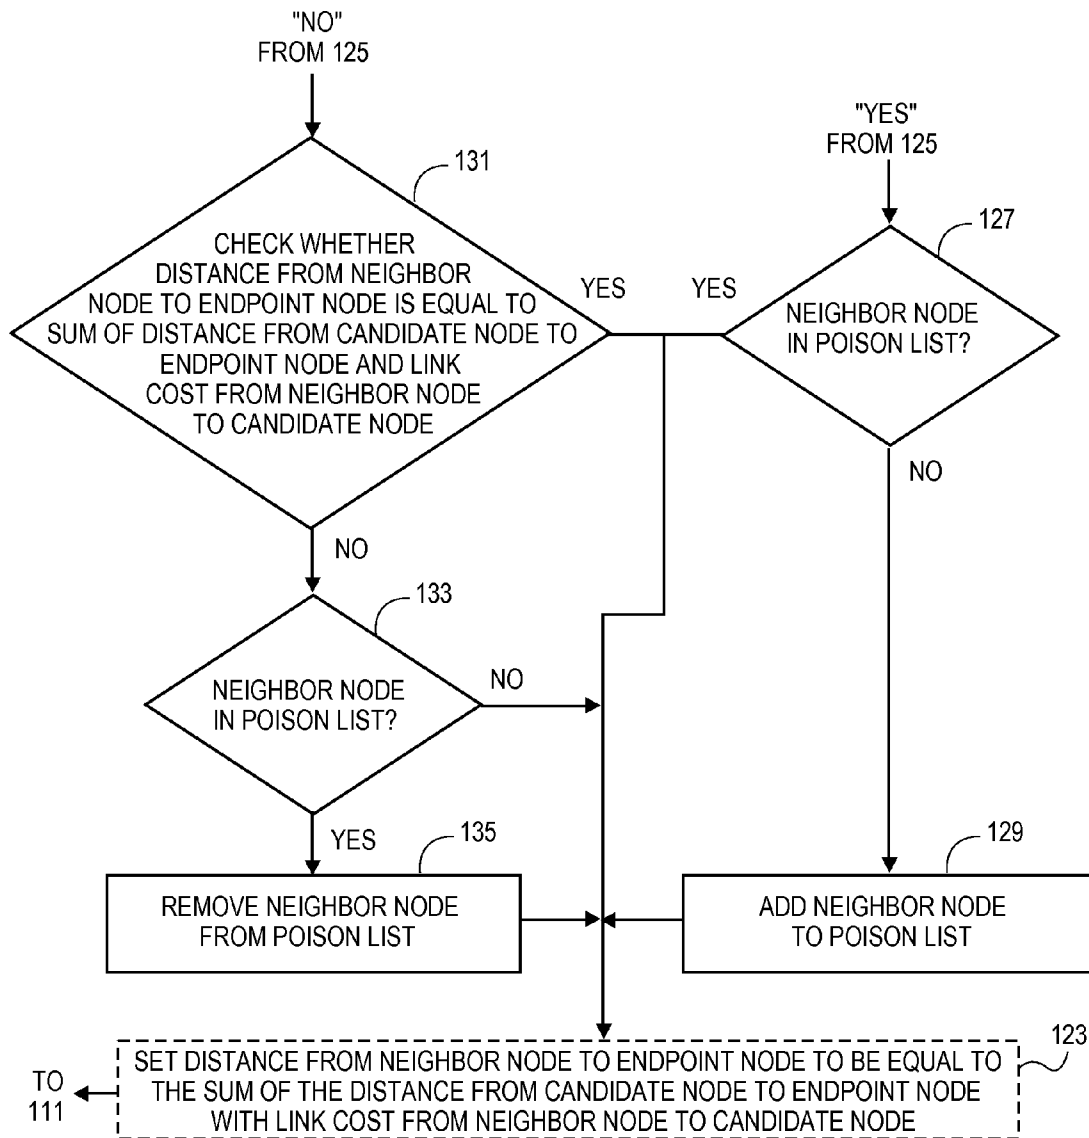 "NO"
FROM 125
"YES"
FROM 125
131
127
CHECK WHETHER
DISTANCE FROM NEIGHBOR
NODE TO ENDPOINT NODE IS EQUAL TO
SUM OF DISTANCE FROM CANDIDATE NODE TO
ENDPOINT NODE AND LINK
COST FROM NEIGHBOR NODE
TO CANDIDATE NODE
YES
YES
NEIGHBOR NODE
IN POISON LIST?
NO
NO
133
NEIGHBOR NODE
IN POISON LIST?
NO
YES
135
129
REMOVE NEIGHBOR NODE
FROM POISON LIST
ADD NEIGHBOR NODE
TO POISON LIST
123
SET DISTANCE FROM NEIGHBOR NODE TO ENDPOINT NODE TO BE EQUAL TO
THE SUM OF THE DISTANCE FROM CANDIDATE NODE TO ENDPOINT NODE
WITH LINK COST FROM NEIGHBOR NODE TO CANDIDATE NODE
TO
111